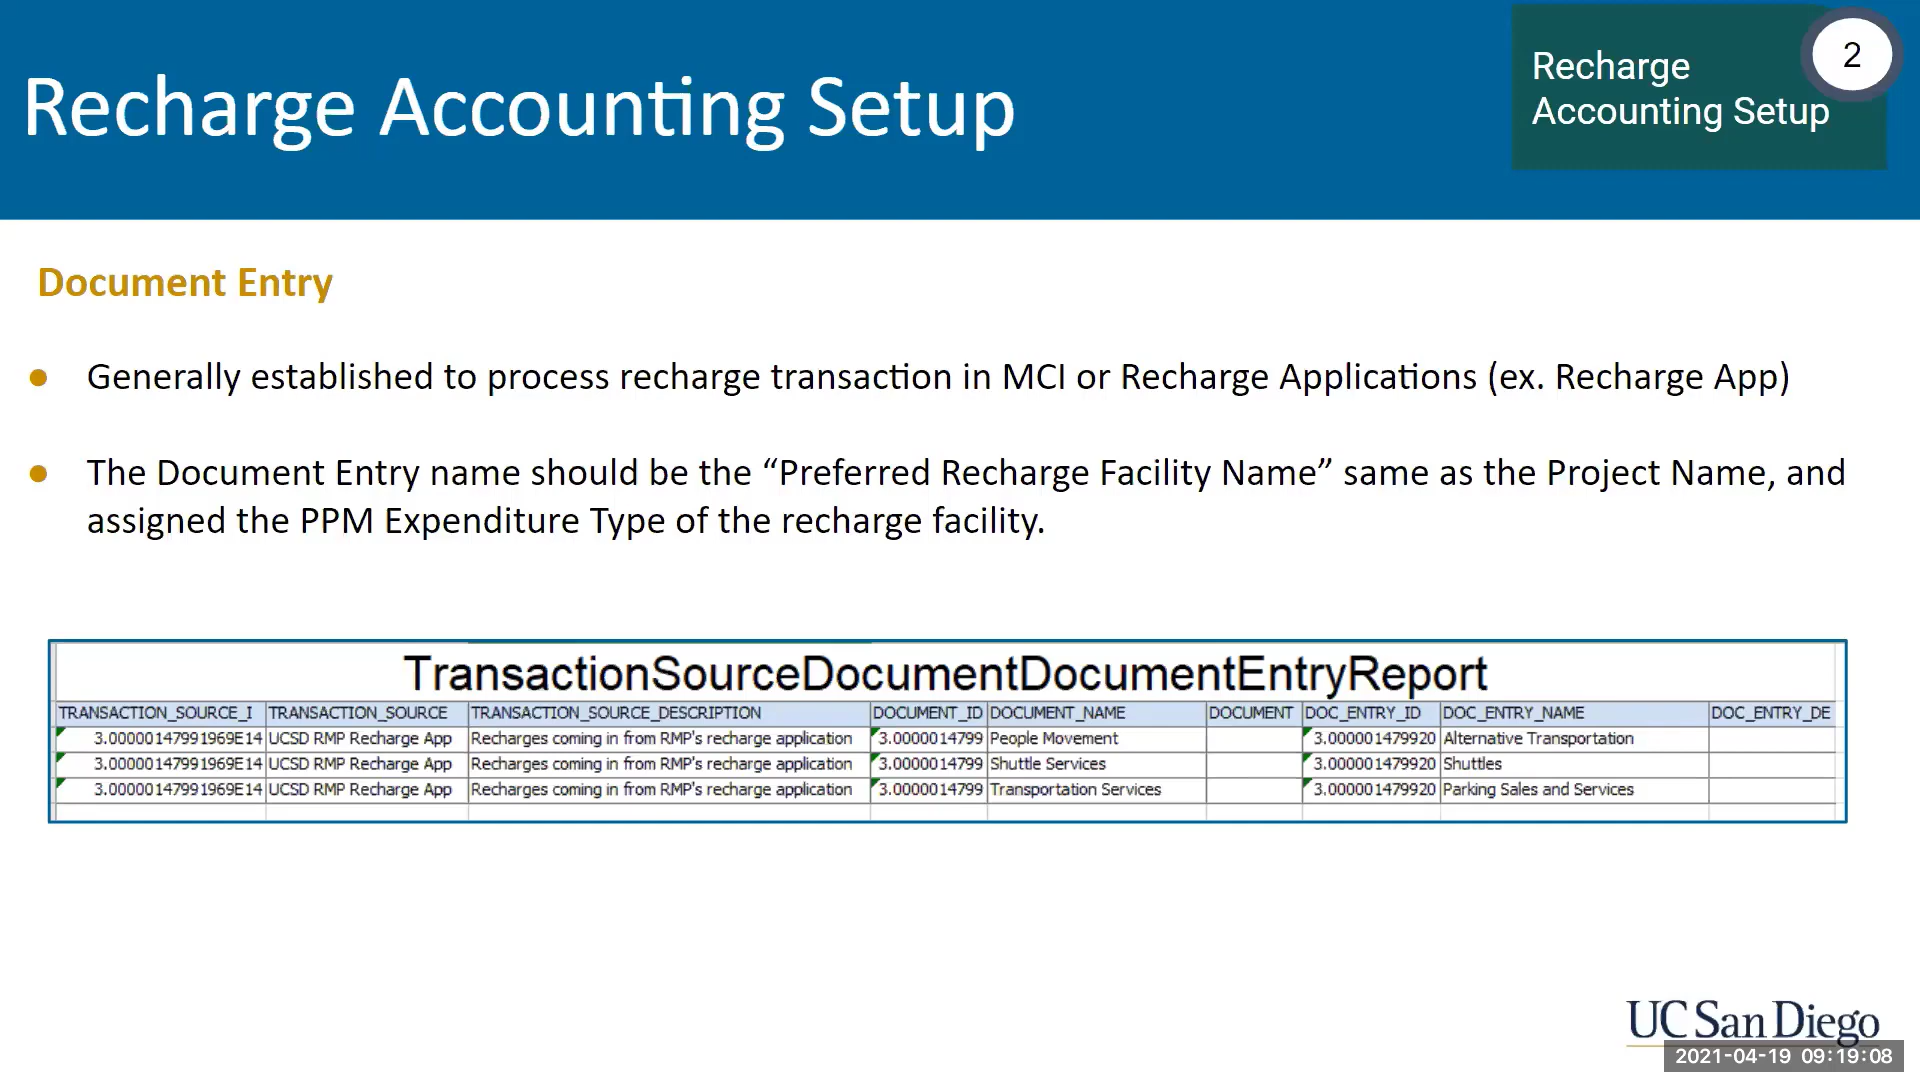 Recharge Accounting Setup
Recharge
Accounting Setup
2
Document Entry
● Generally established to process recharge transaction in MCI or Recharge Applications (ex. Recharge App)
● The Document Entry name should be the “Preferred Recharge Facility Name” same as the Project Name, and
assigned the PPM Expenditure Type of the recharge facility.
TransactionSourceDocumentDocumentEntryReport
TRANSACTION_SOURCE_I TRANSACTION_SOURCE TRANSACTION_SOURCE_DESCRIPTION DOCUMENT_ID DOCUMENT_NAME DOCUMENT DOC_ENTRY_ID DOC_ENTRY_NAME DOC_ENTRY_DE
3.00000147991969E14 UCSD RMP Recharge App Recharges coming in from RMP's recharge application 3.0000014799 People Movement 3.000001479920 Alternative Transportation
3.00000147991969E14 UCSD RMP Recharge App Recharges coming in from RMP's recharge application 3.0000014799 Shuttle Services 3.000001479920 Shuttles
3.00000147991969E14 UCSD RMP Recharge App Recharges coming in from RMP's recharge application 3.0000014799 Transportation Services 3.000001479920 Parking Sales and Services
UC San Diego
2021-04-19 09:19:08